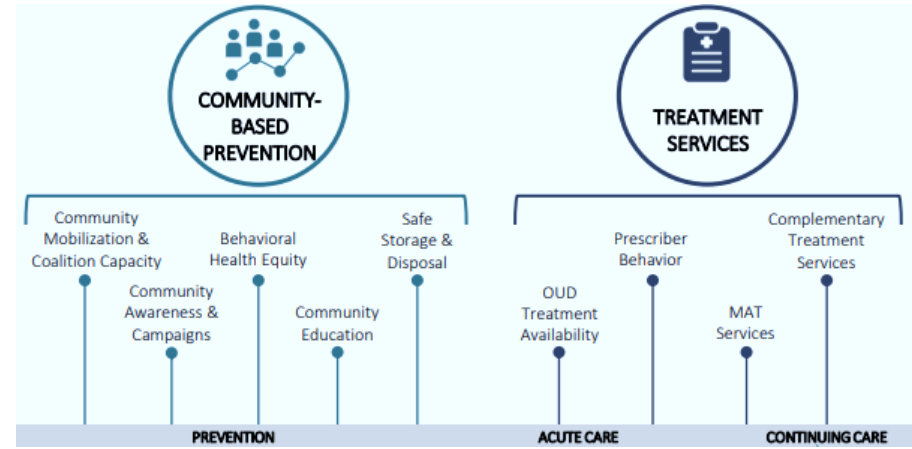 COMMUNITY-
BASED
PREVENTION
TREATMENT
SERVICES
Community
Mobilization &
Coalition Capacity
Community
Awareness &
Campaigns
Behavioral
Health Equity
Community
Education
Safe
Storage &
Disposal
OUD
Treatment
Availability
Prescriber
Behavior
MAT
Services
Complementary
Treatment
Services
PREVENTION
ACUTE CARE
CONTINUING CARE